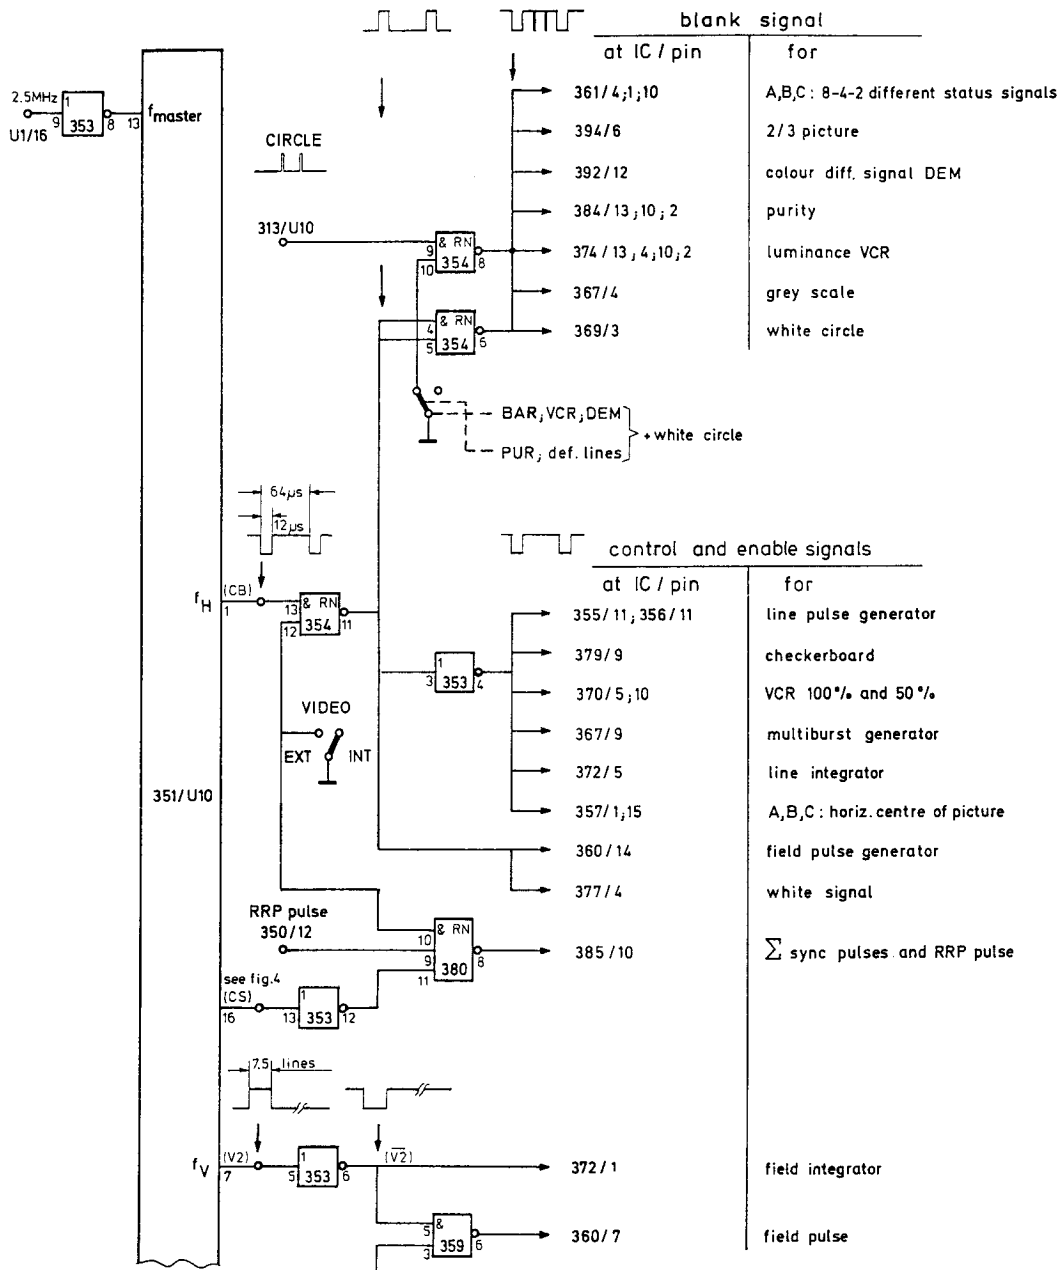 blank signal
at IC / pin for
2.5MHz
U1/16
9 1 353 8 13
f master
361/4;1;10 A,B,C: 8-4-2 different status signals
394/6 2/3 picture
CIRCLE
392/12 colour diff. signal DEM
384/13;10;2 purity
313/U10
9 10 & RN 354 8
374/13;4;10;2 luminance VCR
367/4 grey scale
4 5 & RN 354 6
369/3 white circle
BAR;VCR;DEM
+white circle
PUR; def. lines
64µs
12µs
control and enable signals
at IC / pin for
f H (CB) 1
13 12 & RN 354 11
355/11;356/11 line pulse generator
379/9 checkerboard
3 1 353 4
370/5;10 VCR 100% and 50%
VIDEO
EXT INT
367/9 multiburst generator
372/5 line integrator
351/U10
357/1;15 A,B,C: horiz. centre of picture
360/14 field pulse generator
377/4 white signal
RRP pulse
350/12
10 9 11 & RN 380 8
385/10 Σ sync pulses and RRP pulse
see fig.4
(CS)
16 13 1 353 12
7.5 lines
f V (V2) 7
5 1 353 6
(V2)
372/1 field integrator
5 3 & 359 6
360/7 field pulse